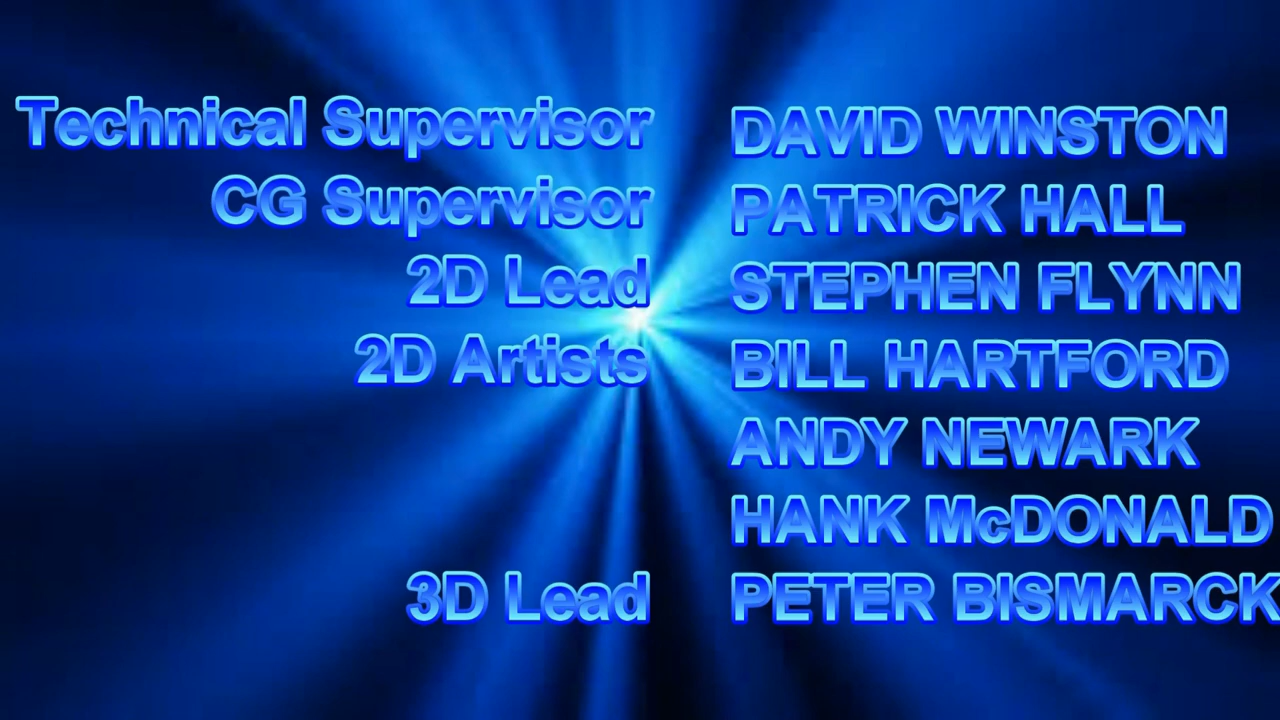 Technical Supervisor DAVID WINSTON
CG Supervisor PATRICK HALL
2D Lead STEPHEN FLYNN
2D Artists BILL HARTFORD
ANDY NEWARK
HANK McDONALD
3D Lead PETER BISMARCK